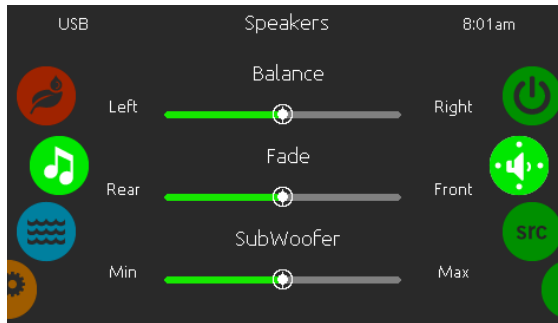 USB Speakers 8:01am
Balance
Left Right
Fade
Rear Front
src
SubWoofer
Min Max